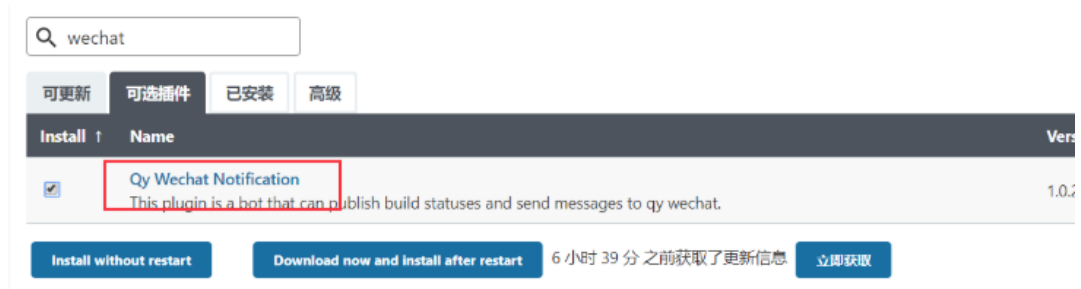 wechat
可更新 可选插件 已安装 高级
Install ↑ Name Vers
Qy Wechat Notification
This plugin is a bot that can publish build statuses and send messages to qy wechat. 1.0.2
Install without restart Download now and install after restart 6 小时 39 分 之前获取了更新信息 立即获取